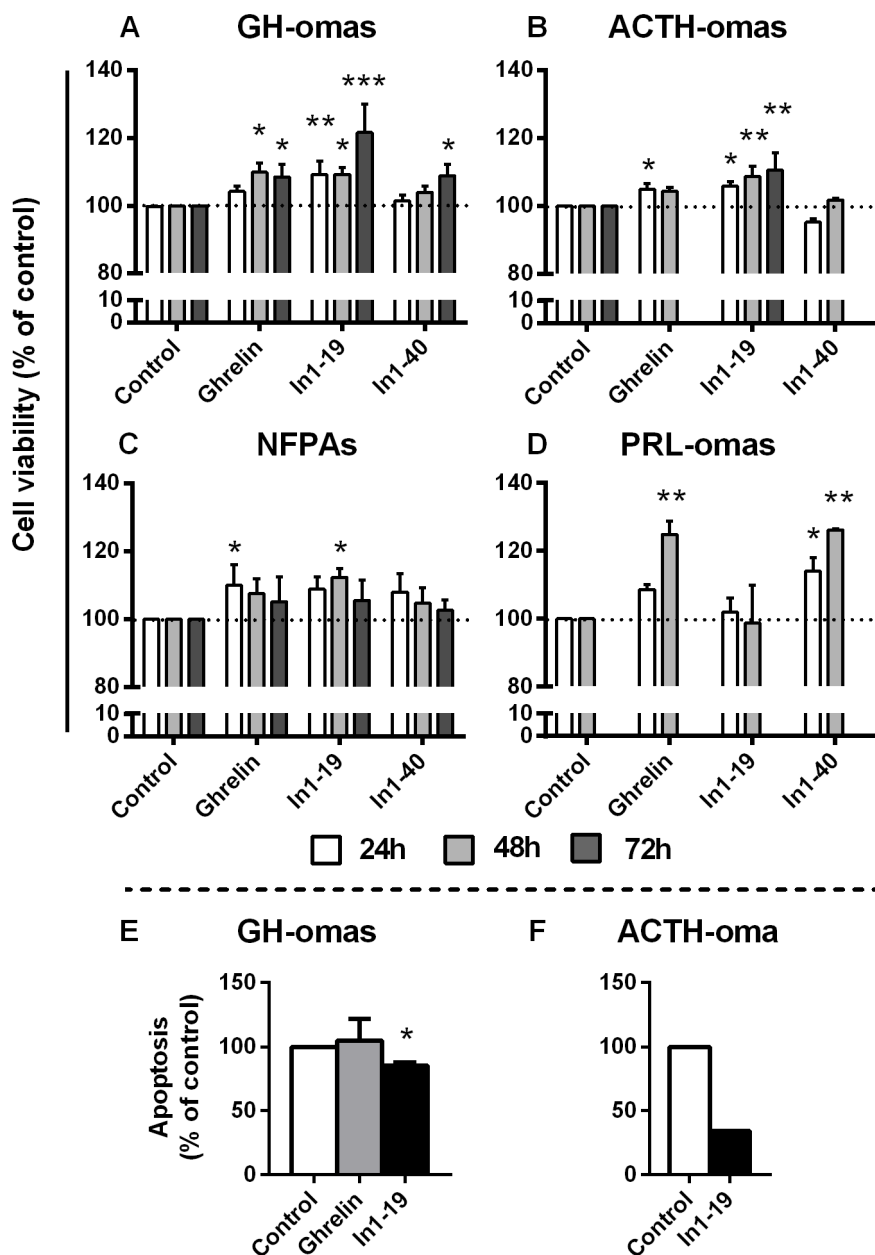 A GH-omas
B ACTH-omas
Cell viability (% of control)
140
120
100
80
10
0
* * ** * *** *
Control
Ghrelin
In1-19
In1-40
140
120
100
80
10
0
* * ** **
Control
Ghrelin
In1-19
In1-40
C NFPAs
D PRL-omas
140
120
100
80
10
0
* *
Control
Ghrelin
In1-19
In1-40
140
120
100
80
10
0
** * **
Control
Ghrelin
In1-19
In1-40
24h 48h 72h
E GH-omas
F ACTH-oma
Apoptosis
(% of control)
150
100
50
0
*
Control
Ghrelin
In1-19
150
100
50
0
Control
In1-19